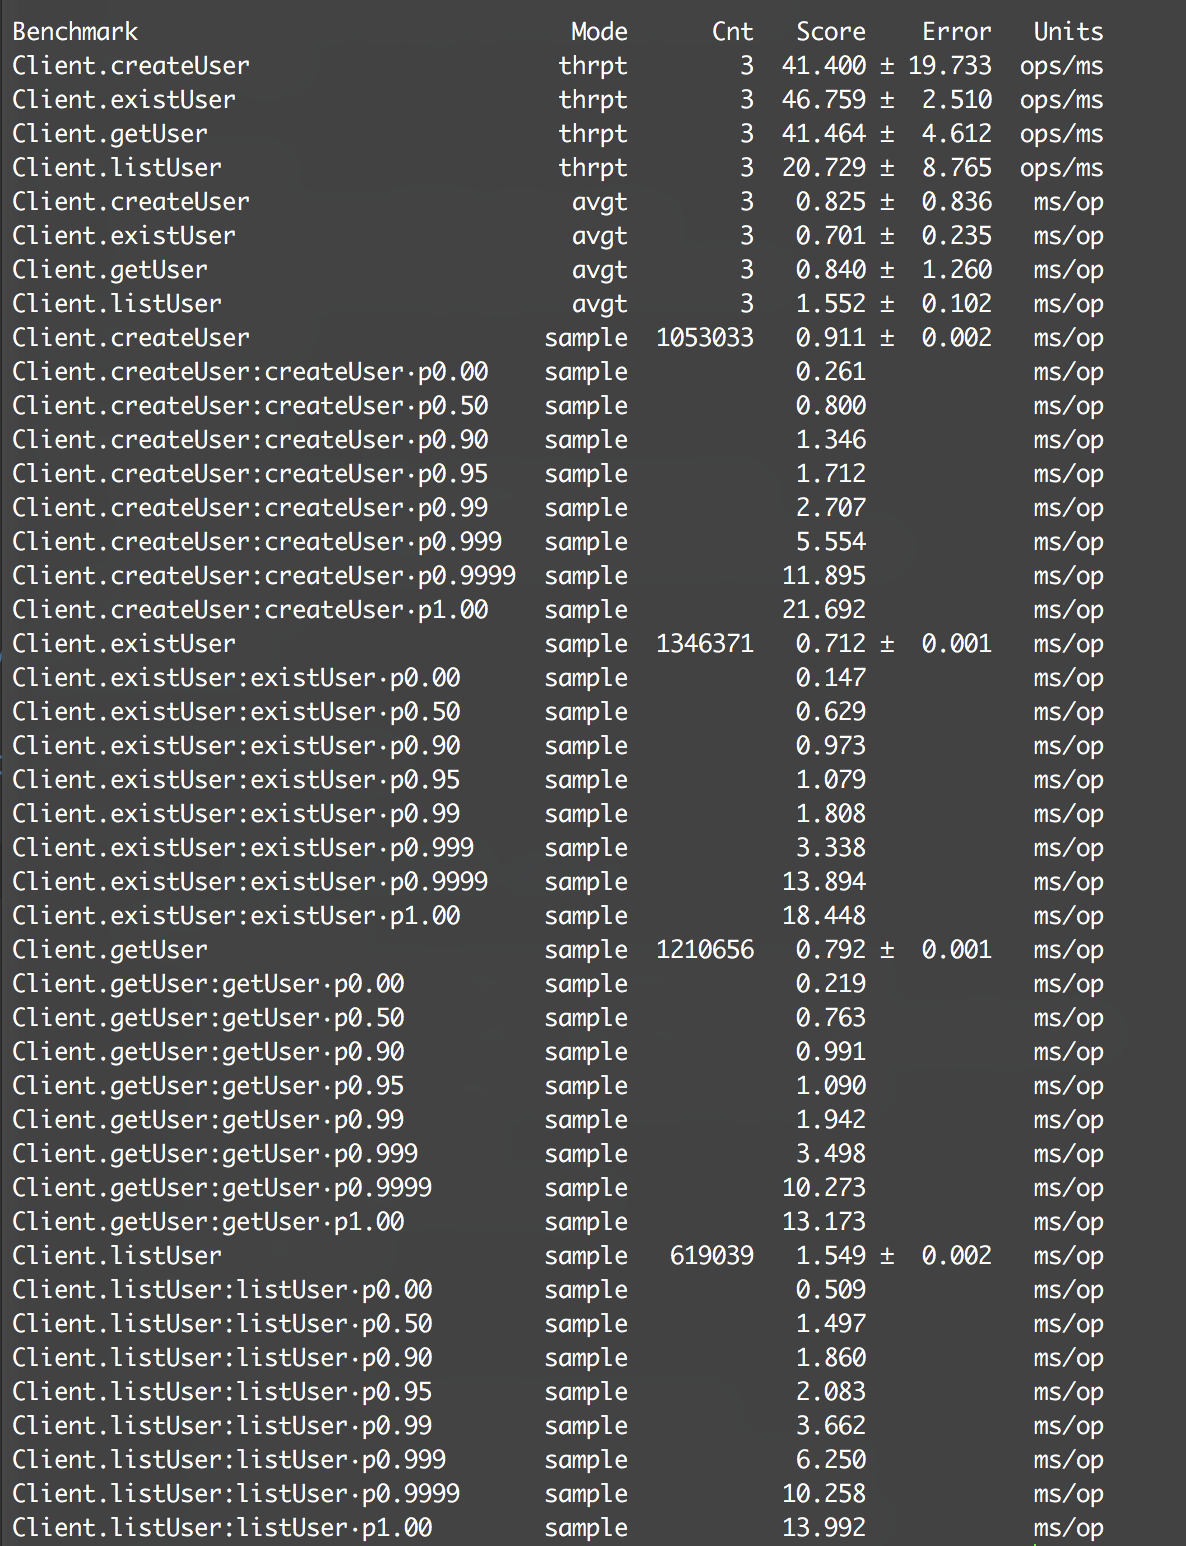 Benchmark Mode Cnt Score Error Units
Client.createUser thrpt 3 41.400 ± 19.733 ops/ms
Client.existUser thrpt 3 46.759 ± 2.510 ops/ms
Client.getUser thrpt 3 41.464 ± 4.612 ops/ms
Client.listUser thrpt 3 20.729 ± 8.765 ops/ms
Client.createUser avgt 3 0.825 ± 0.836 ms/op
Client.existUser avgt 3 0.701 ± 0.235 ms/op
Client.getUser avgt 3 0.840 ± 1.260 ms/op
Client.listUser avgt 3 1.552 ± 0.102 ms/op
Client.createUser sample 1053033 0.911 ± 0.002 ms/op
Client.createUser:createUser·p0.00 sample 0.261 ms/op
Client.createUser:createUser·p0.50 sample 0.800 ms/op
Client.createUser:createUser·p0.90 sample 1.346 ms/op
Client.createUser:createUser·p0.95 sample 1.712 ms/op
Client.createUser:createUser·p0.99 sample 2.707 ms/op
Client.createUser:createUser·p0.999 sample 5.554 ms/op
Client.createUser:createUser·p0.9999 sample 11.895 ms/op
Client.createUser:createUser·p1.00 sample 21.692 ms/op
Client.existUser sample 1346371 0.712 ± 0.001 ms/op
Client.existUser:existUser·p0.00 sample 0.147 ms/op
Client.existUser:existUser·p0.50 sample 0.629 ms/op
Client.existUser:existUser·p0.90 sample 0.973 ms/op
Client.existUser:existUser·p0.95 sample 1.079 ms/op
Client.existUser:existUser·p0.99 sample 1.808 ms/op
Client.existUser:existUser·p0.999 sample 3.338 ms/op
Client.existUser:existUser·p0.9999 sample 13.894 ms/op
Client.existUser:existUser·p1.00 sample 18.448 ms/op
Client.getUser sample 1210656 0.792 ± 0.001 ms/op
Client.getUser:getUser·p0.00 sample 0.219 ms/op
Client.getUser:getUser·p0.50 sample 0.763 ms/op
Client.getUser:getUser·p0.90 sample 0.991 ms/op
Client.getUser:getUser·p0.95 sample 1.090 ms/op
Client.getUser:getUser·p0.99 sample 1.942 ms/op
Client.getUser:getUser·p0.999 sample 3.498 ms/op
Client.getUser:getUser·p0.9999 sample 10.273 ms/op
Client.getUser:getUser·p1.00 sample 13.173 ms/op
Client.listUser sample 619039 1.549 ± 0.002 ms/op
Client.listUser:listUser·p0.00 sample 0.509 ms/op
Client.listUser:listUser·p0.50 sample 1.497 ms/op
Client.listUser:listUser·p0.90 sample 1.860 ms/op
Client.listUser:listUser·p0.95 sample 2.083 ms/op
Client.listUser:listUser·p0.99 sample 3.662 ms/op
Client.listUser:listUser·p0.999 sample 6.250 ms/op
Client.listUser:listUser·p0.9999 sample 10.258 ms/op
Client.listUser:listUser·p1.00 sample 13.992 ms/op